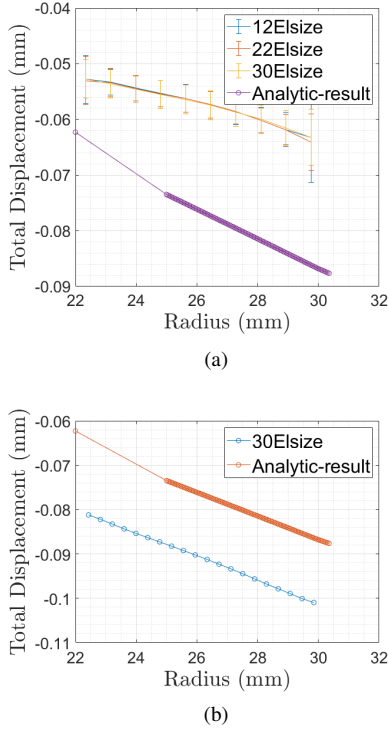 -0.04
12Elsize
22Elsize
30Elsize
Analytic-result
-0.05
-0.06
-0.07
-0.08
-0.09
Total Displacement (mm)
22 24 26 28 30 32
Radius (mm)
(a)
-0.06
30Elsize
Analytic-result
-0.07
-0.08
-0.09
-0.1
-0.11
Total Displacement (mm)
22 24 26 28 30 32
Radius (mm)
(b)